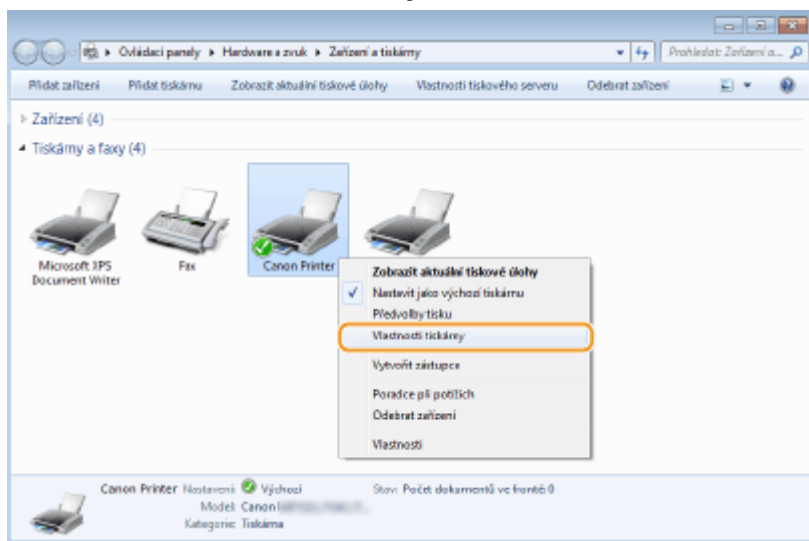 Ovládací panely ▸ Hardware a zvuk ▸ Zařízení a tiskárny
Prohledat: Zařízení a...
Přidat zařízení Přidat tiskárnu Zobrazit aktuální tiskové úlohy Vlastnosti tiskového serveru Odebrat zařízení
Zařízení (4)
Tiskárny a faxy (4)
Microsoft XPS
Document Writer
Fax
Canon Printer
Zobrazit aktuální tiskové úlohy
Nastavit jako výchozí tiskárnu
Předvolby tisku
Vlastnosti tiskárny
Vytvořit zástupce
Poradce při potížích
Odebrat zařízení
Vlastnosti
Canon Printer Nastavení: Výchozí Stav: Počet dokumentů ve frontě: 0
Model: Canon
Kategorie: Tiskárna